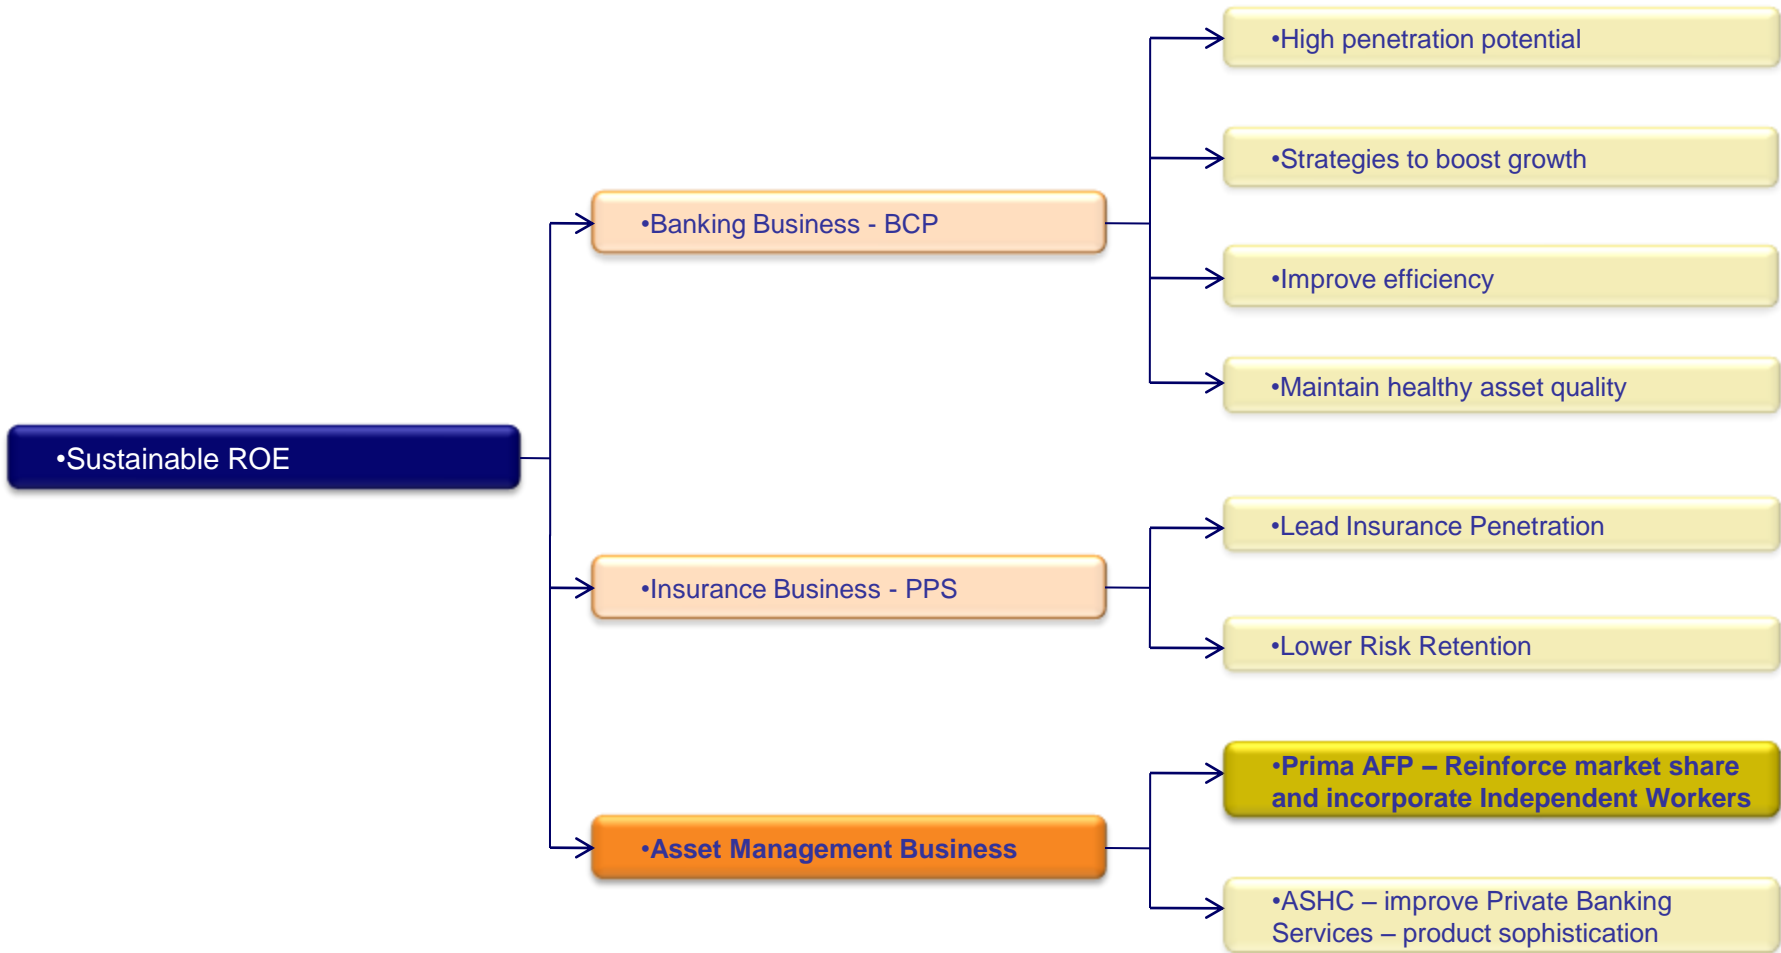 •High penetration potential
•Strategies to boost growth
•Banking Business - BCP
•Improve efficiency
•Maintain healthy asset quality
•Sustainable ROE
•Lead Insurance Penetration
•Insurance Business - PPS
•Lower Risk Retention
•Prima AFP – Reinforce market share
and incorporate Independent Workers
•Asset Management Business
•ASHC – improve Private Banking
Services – product sophistication